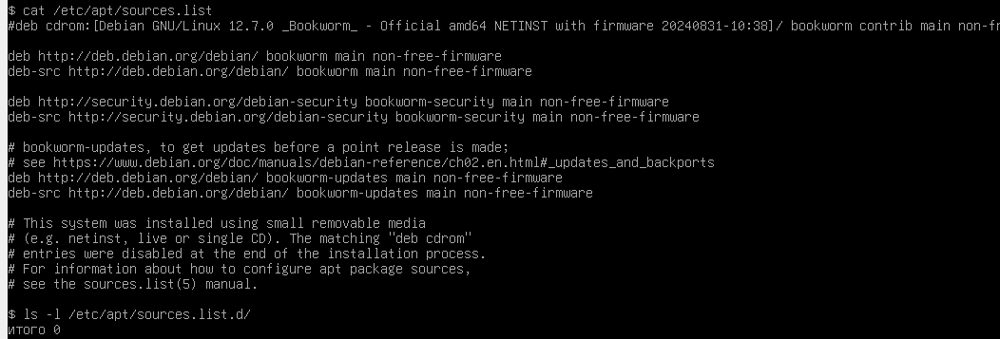 $ cat /etc/apt/sources.list
#deb cdrom:[Debian GNU/Linux 12.7.0 _Bookworm_ - Official amd64 NETINST with firmware 20240831-10:38]/ bookworm contrib main non-fr
deb http://deb.debian.org/debian/ bookworm main non-free-firmware
deb-src http://deb.debian.org/debian/ bookworm main non-free-firmware
deb http://security.debian.org/debian-security bookworm-security main non-free-firmware
deb-src http://security.debian.org/debian-security bookworm-security main non-free-firmware
# bookworm-updates, to get updates before a point release is made;
# see https://www.debian.org/doc/manuals/debian-reference/ch02.en.html#_updates_and_backports
deb http://deb.debian.org/debian/ bookworm-updates main non-free-firmware
deb-src http://deb.debian.org/debian/ bookworm-updates main non-free-firmware
# This system was installed using small removable media
# (e.g. netinst, live or single CD). The matching "deb cdrom"
# entries were disabled at the end of the installation process.
# For information about how to configure apt package sources,
# see the sources.list(5) manual.
$ ls -l /etc/apt/sources.list.d/
итого 0